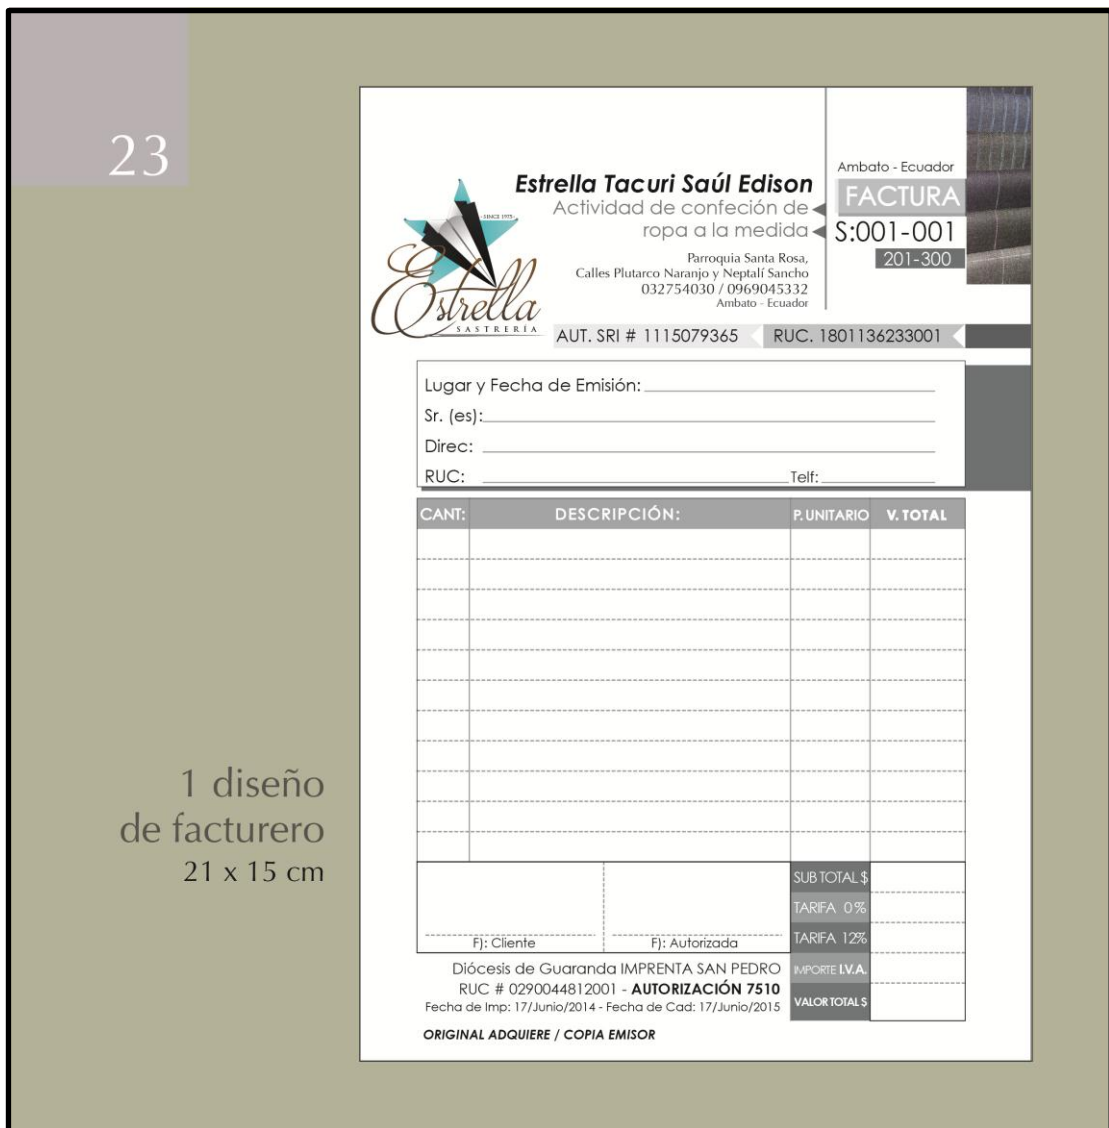 23
Estrella Tacuri Saúl Edison
Actividad de confeción de
ropa a la medida
Parroquia Santa Rosa,
Calles Plutarco Naranjo y Neptalí Sancho
032754030 / 0969045332
Ambato - Ecuador
Ambato - Ecuador
FACTURA
S:001-001
201-300
- SINCE 1975 -
Estrella
SASTRERÍA
AUT. SRI # 1115079365
RUC. 1801136233001
Lugar y Fecha de Emisión:
Sr. (es):
Direc:
RUC: Telf:
CANT: DESCRIPCIÓN: P. UNITARIO V. TOTAL
SUB TOTAL $
TARIFA 0%
TARIFA 12%
IMPORTE I.V.A.
VALOR TOTAL $
F): Cliente F): Autorizada
Diócesis de Guaranda IMPRENTA SAN PEDRO
RUC # 0290044812001 - AUTORIZACIÓN 7510
Fecha de Imp: 17/Junio/2014 - Fecha de Cad: 17/Junio/2015
ORIGINAL ADQUIERE / COPIA EMISOR
1 diseño
de facturero
21 x 15 cm